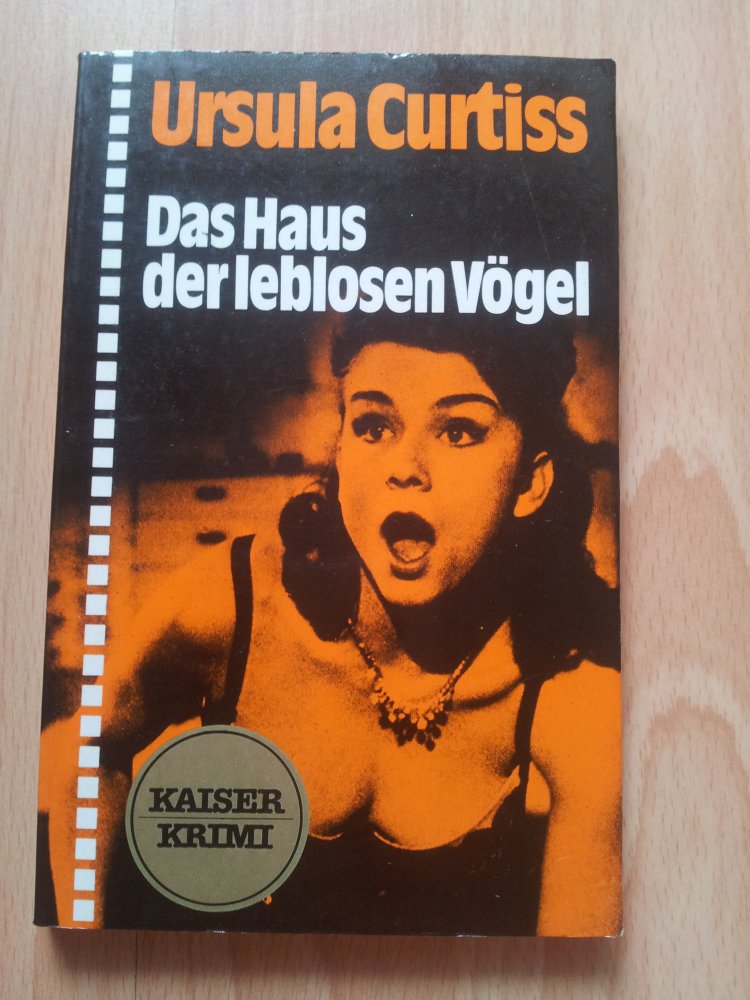 Ursula Curtiss
Das Haus
der leblosen Vögel
KAISER
KRIMI